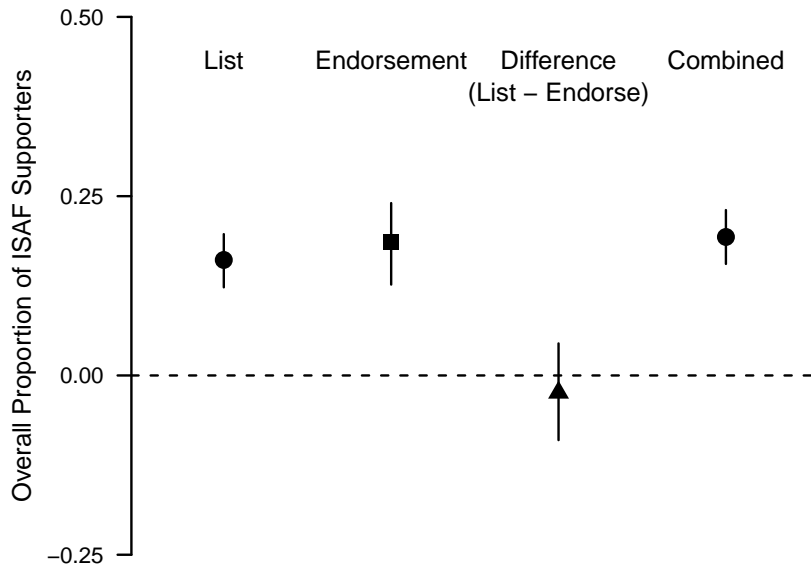 Overall Proportion of ISAF Supporters
0.50
0.25
0.00
−0.25
List
Endorsement
Difference
(List − Endorse)
Combined